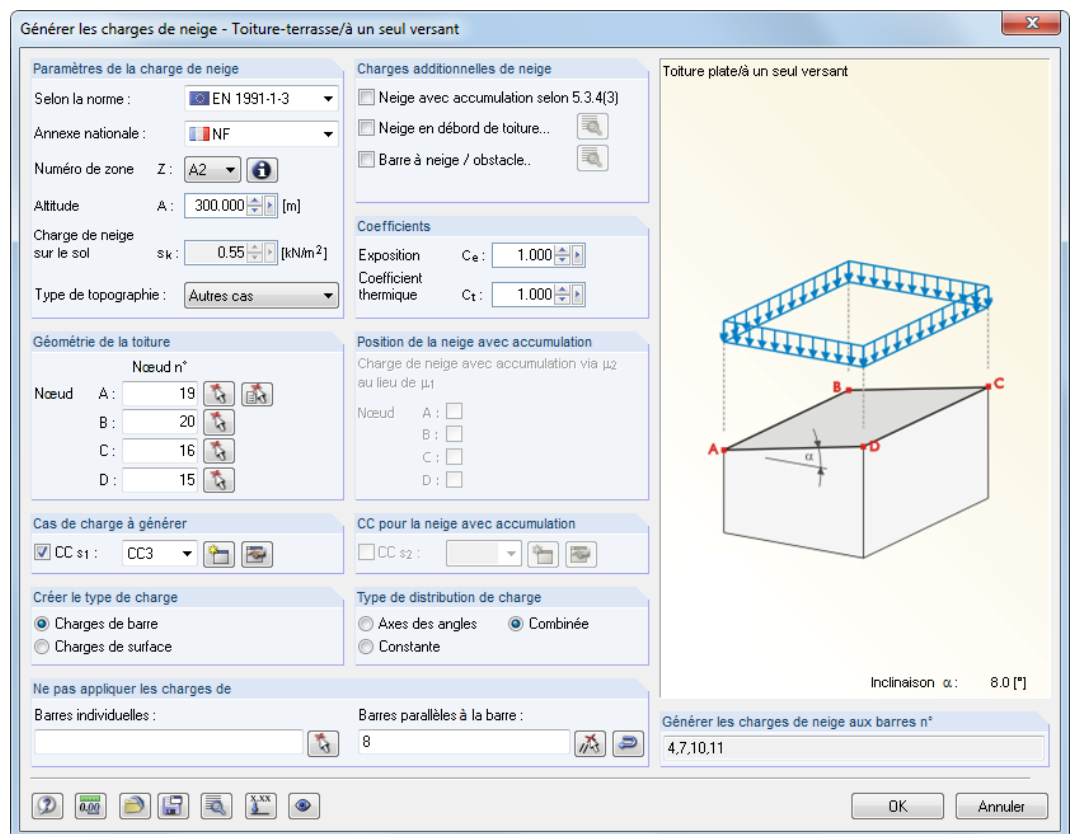 Générer les charges de neige - Toiture-terrasse/à un seul versant
Paramètres de la charge de neige
Selon la norme : EN 1991-1-3
Annexe nationale : NF
Numéro de zone Z : A2
Altitude A : 300.000 [m]
Charge de neige
sur le sol sk : 0.55 [kN/m2]
Type de topographie : Autres cas
Charges additionnelles de neige
Neige avec accumulation selon 5.3.4(3)
Neige en débord de toiture...
Barre à neige / obstacle..
Coefficients
Exposition Ce : 1.000
Coefficient
thermique Ct : 1.000
Géométrie de la toiture
Nœud n°
Nœud A : 19
B : 20
C : 16
D : 15
Position de la neige avec accumulation
Charge de neige avec accumulation via µ2
au lieu de µ1
Nœud A :
B :
C :
D :
Cas de charge à générer
CC s1 : CC3
CC pour la neige avec accumulation
CC s2 :
Créer le type de charge
Charges de barre
Charges de surface
Type de distribution de charge
Axes des angles Combinée
Constante
Ne pas appliquer les charges de
Barres individuelles :
Barres parallèles à la barre :
8
Toiture plate/à un seul versant
B
C
A
D
α
Inclinaison α : 8.0 [°]
Générer les charges de neige aux barres n°
4,7,10,11
0.00
x.xx
OK
Annuler